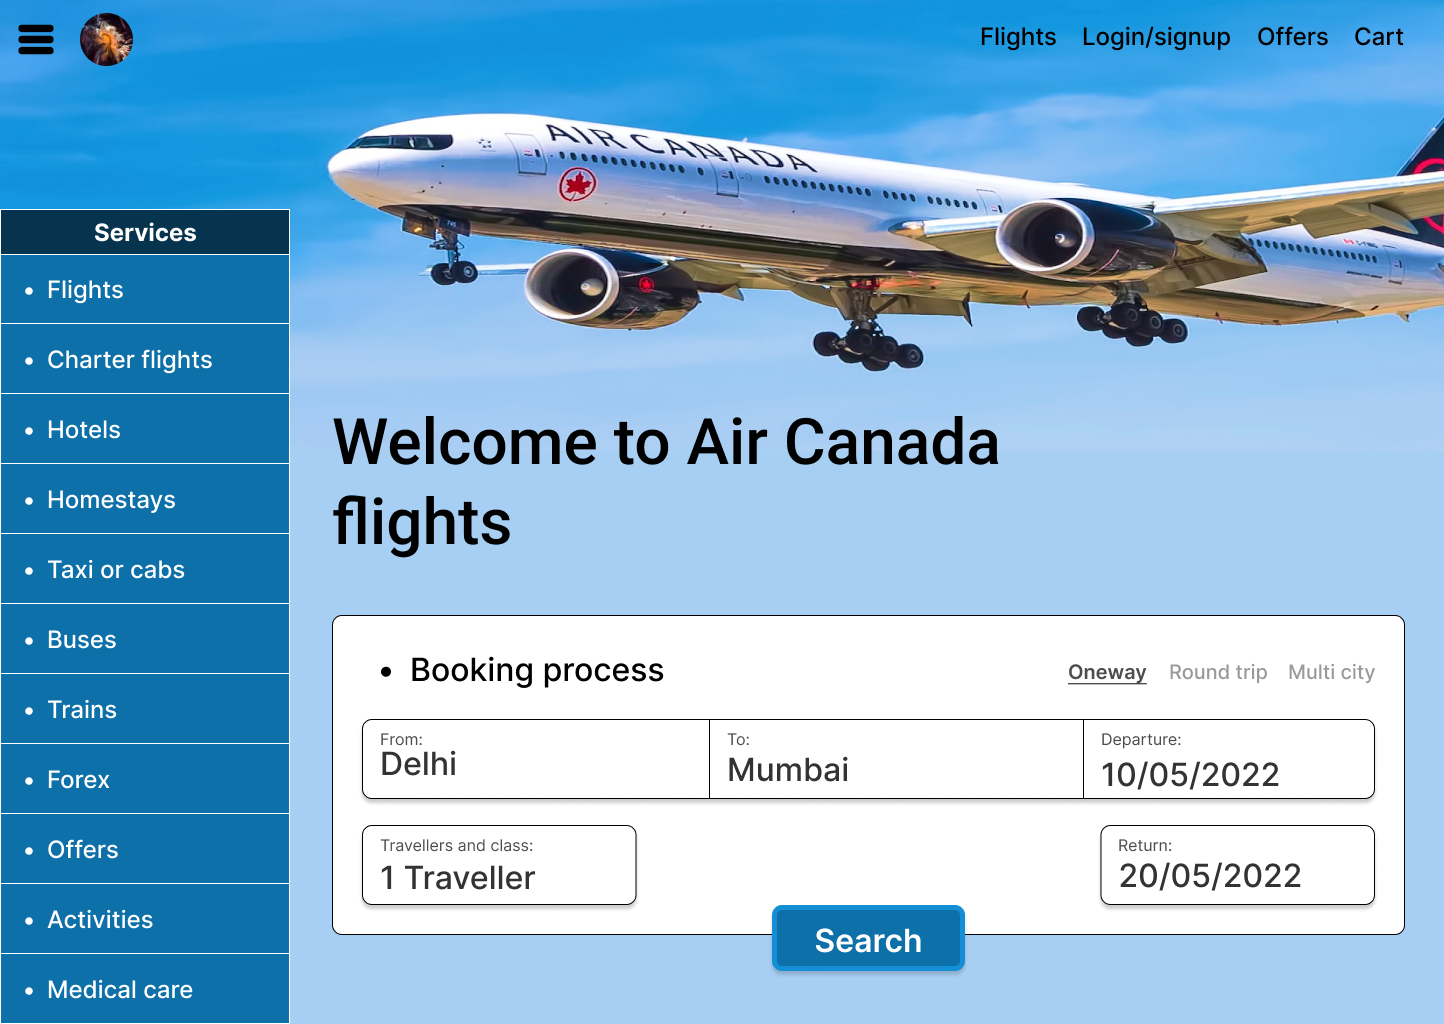 Flights Login/signup Offers Cart
AIR CANADA
Services
Flights
Charter flights
Hotels
Homestays
Taxi or cabs
Buses
Trains
Forex
Offers
Activities
Medical care
Welcome to Air Canada
flights
Booking process
Oneway Round trip Multi city
From:
Delhi
To:
Mumbai
Departure:
10/05/2022
Travellers and class:
1 Traveller
Return:
20/05/2022
Search